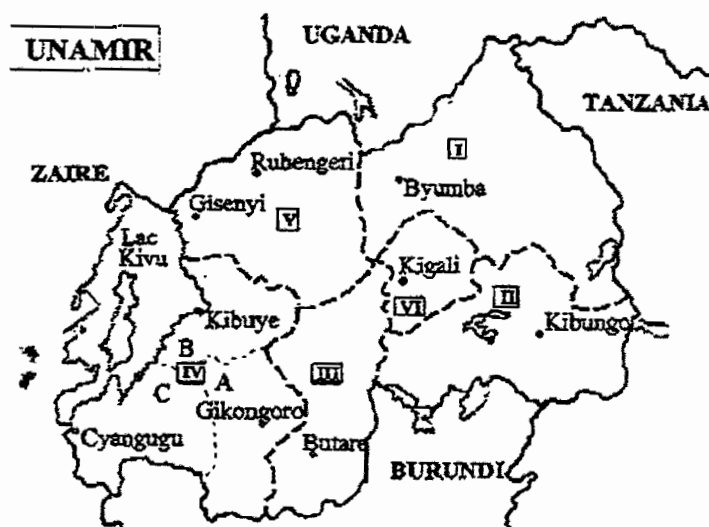 UNAMIR
UGANDA
TANZANIA
ZAIRE
Rubengeri
I
Byumba
Gisenyi
V
Lac
Kivu
Kigali
VI
II
Kibuye
Kibungo
B
IV
A
III
C
Gikongoro
Cyangugu
Butare
BURUNDI